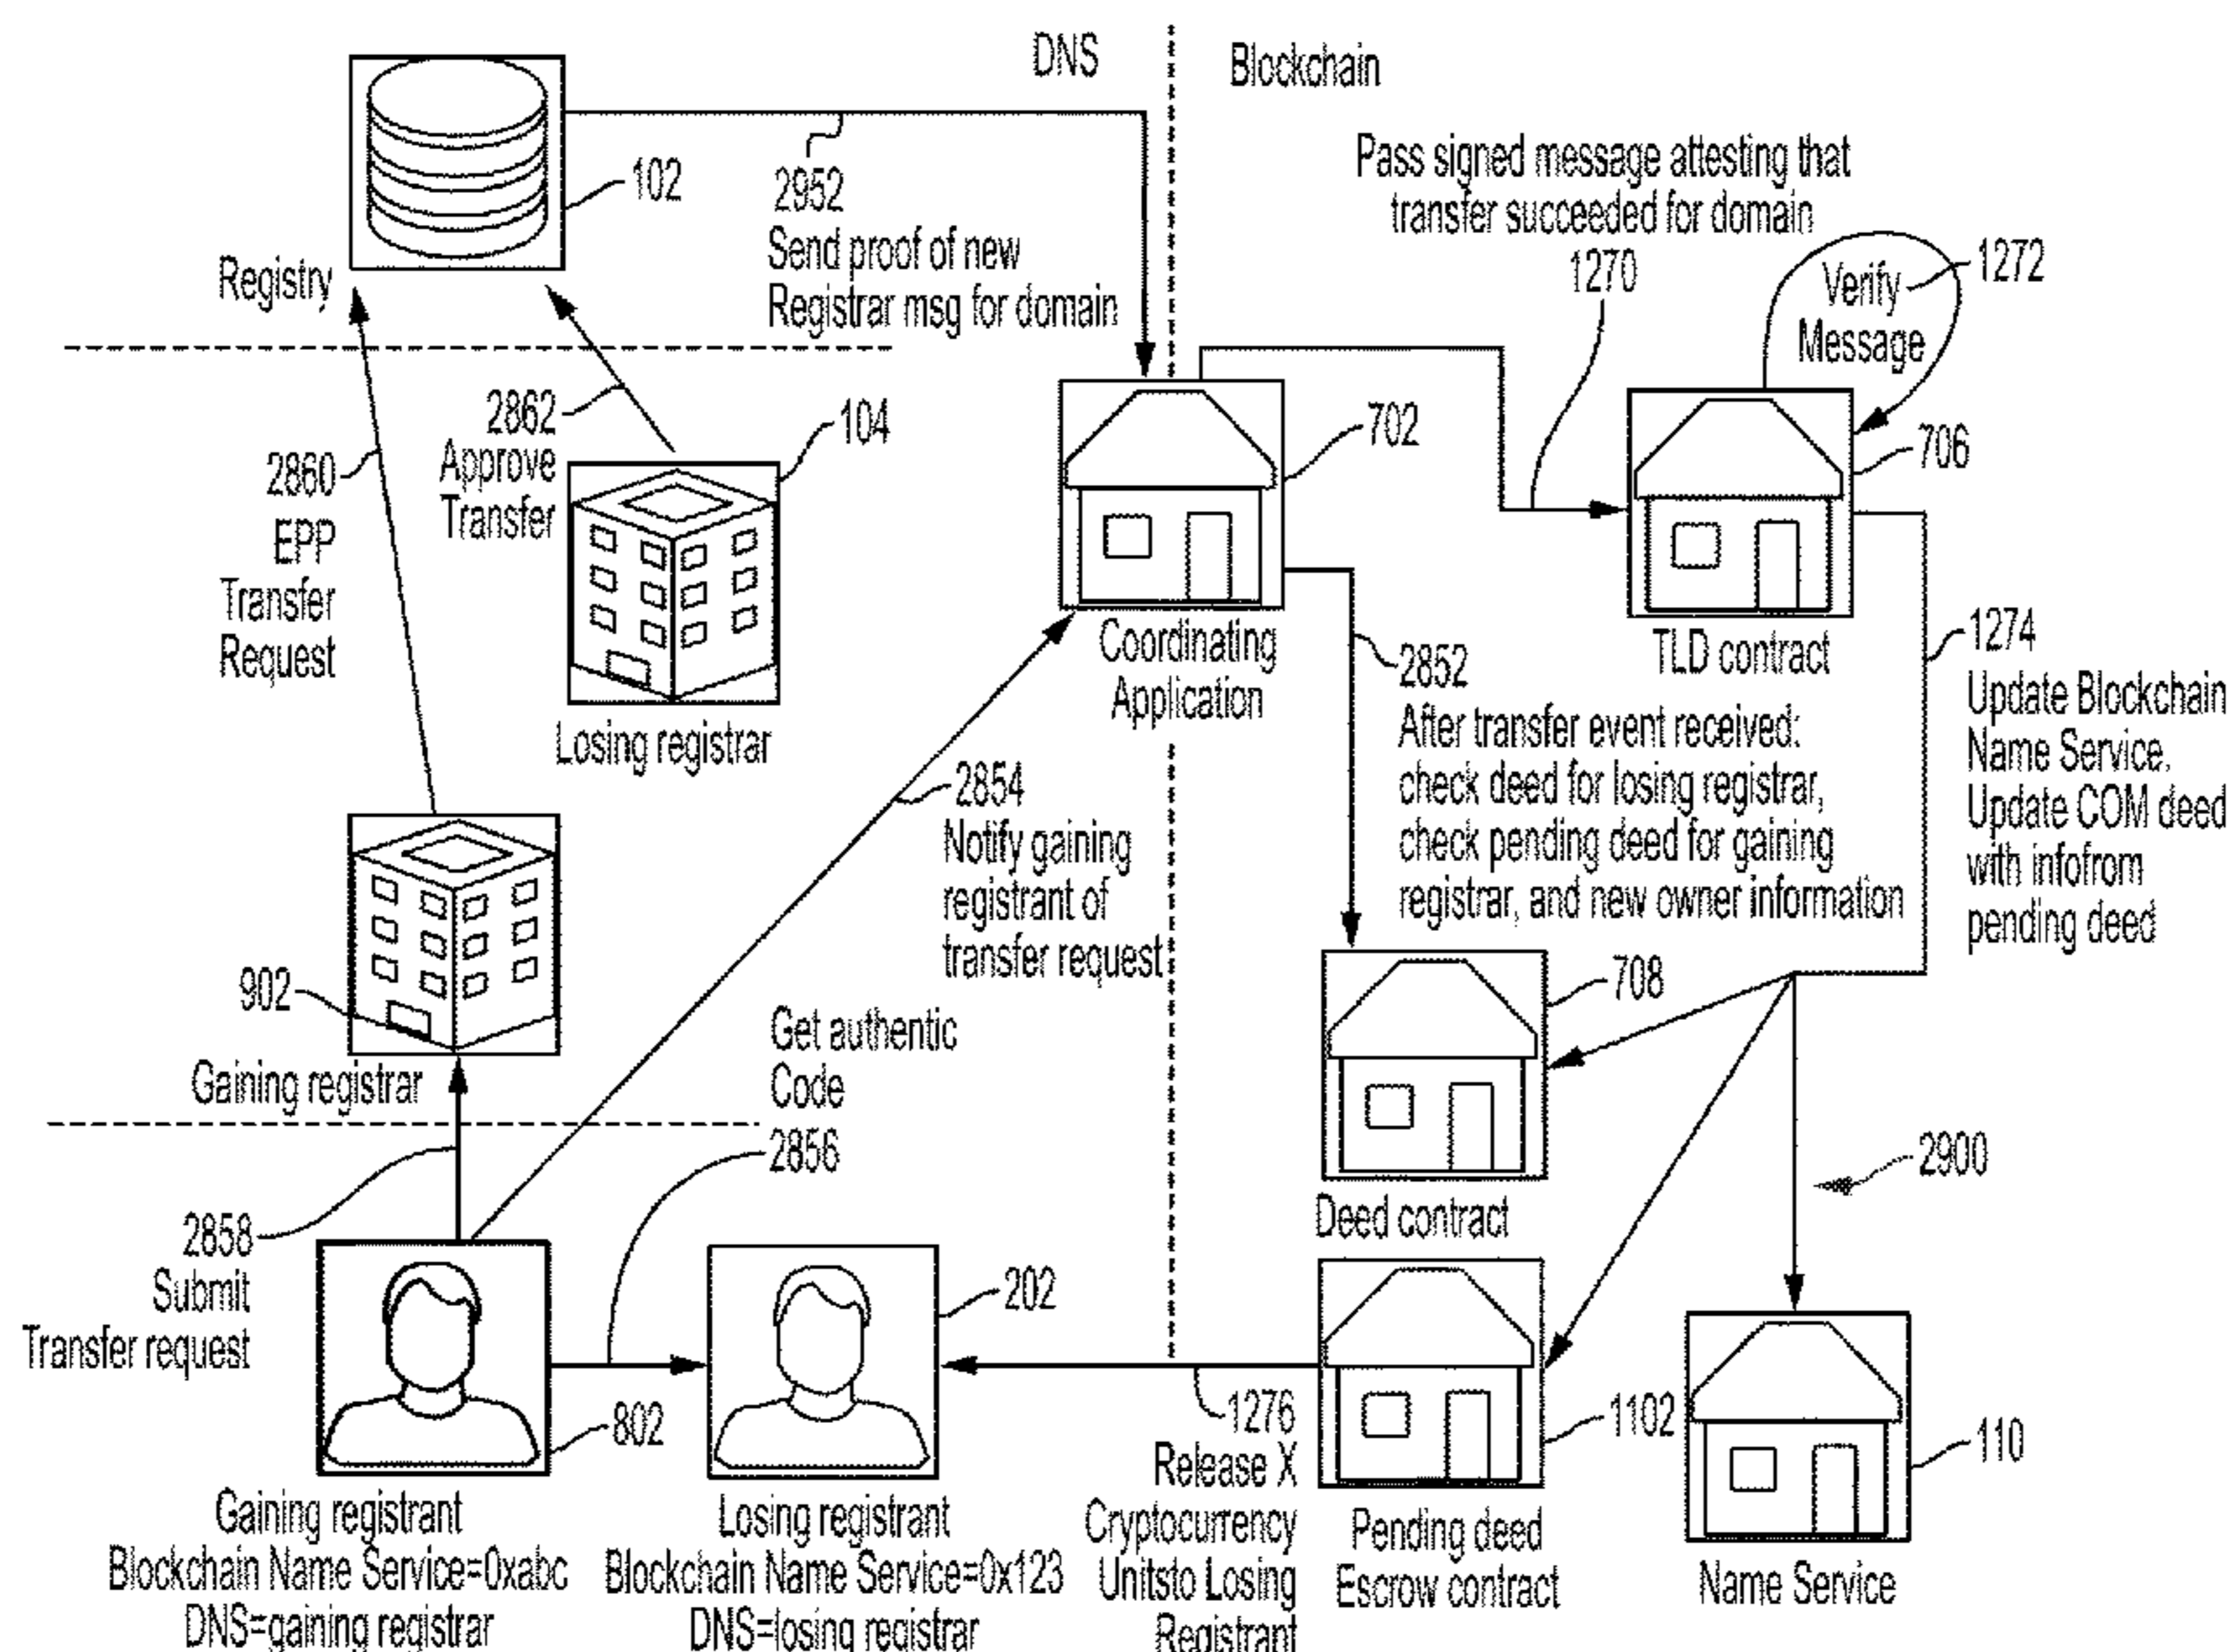 DNS
Blockchain
102
Registry
2952
Send proof of new
Registrar msg for domain
Pass signed message attesting that
transfer succeeded for domain
1270
Verify
Message
1272
2862
Approve
Transfer
104
Losing registrar
2860
EPP
Transfer
Request
702
Coordinating
Application
706
TLD contract
1274
Update Blockchain
Name Service.
Update COM deed
with infofrom
pending deed
2852
After transfer event received:
check deed for losing registrar,
check pending deed for gaining
registrar, and new owner information
2854
Notify gaining
registrant of
transfer request
902
Gaining registrar
Get authentic
Code
2856
708
Deed contract
2900
2858
Submit
Transfer request
802
Gaining registrant
Blockchain Name Service=0xabc
DNS=gaining registrar
202
Losing registrant
Blockchain Name Service=0x123
DNS=losing registrar
1276
Release X
Cryptocurrency
Unitsto Losing
Registrant
1102
Pending deed
Escrow contract
110
Name Service